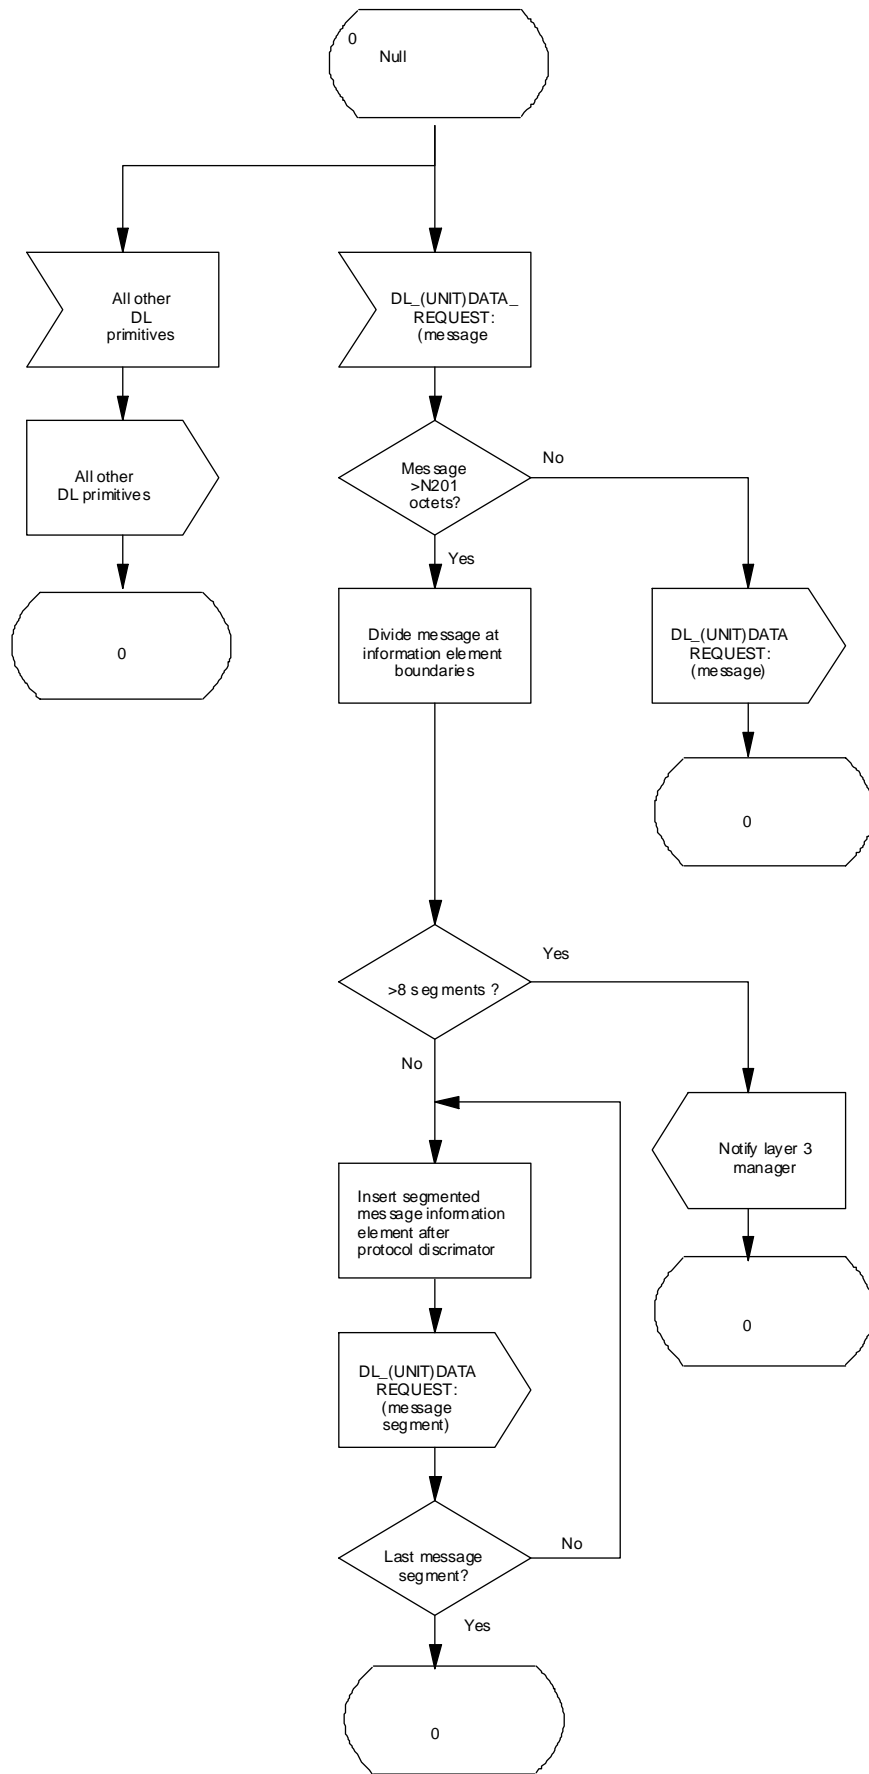 0
Null
All other
DL
primitives
DL_(UNIT)DATA_
REQUEST:
(message
All other
DL primitives
Message
>N201
octets?
No
Yes
0
Divide message at
information element
boundaries
DL_(UNIT)DATA
REQUEST:
(message)
0
>8 segments ?
Yes
No
Notify layer 3
manager
Insert segmented
message information
element after
protocol discrimator
0
DL_(UNIT)DATA
REQUEST:
(message
segment)
Last message
segment?
No
Yes
0